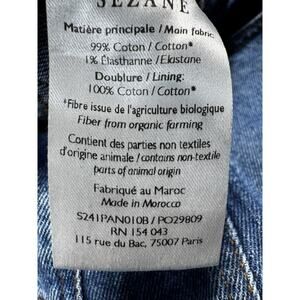 SÉZANE
Matière principale / Main fabric
99% Coton / Cotton*
1% Élasthanne / Elastane
Doublure / Lining:
100% Coton / Cotton*
*Fibre issue de l'agriculture biologique
Fiber from organic farming
Contient des parties non textiles
d'origine animale / contains non-textile
parts of animal origin
Fabriqué au Maroc
Made in Morocco
S241PAN010B / PO29809
RN 154 043
115 rue du Bac, 75007 Paris